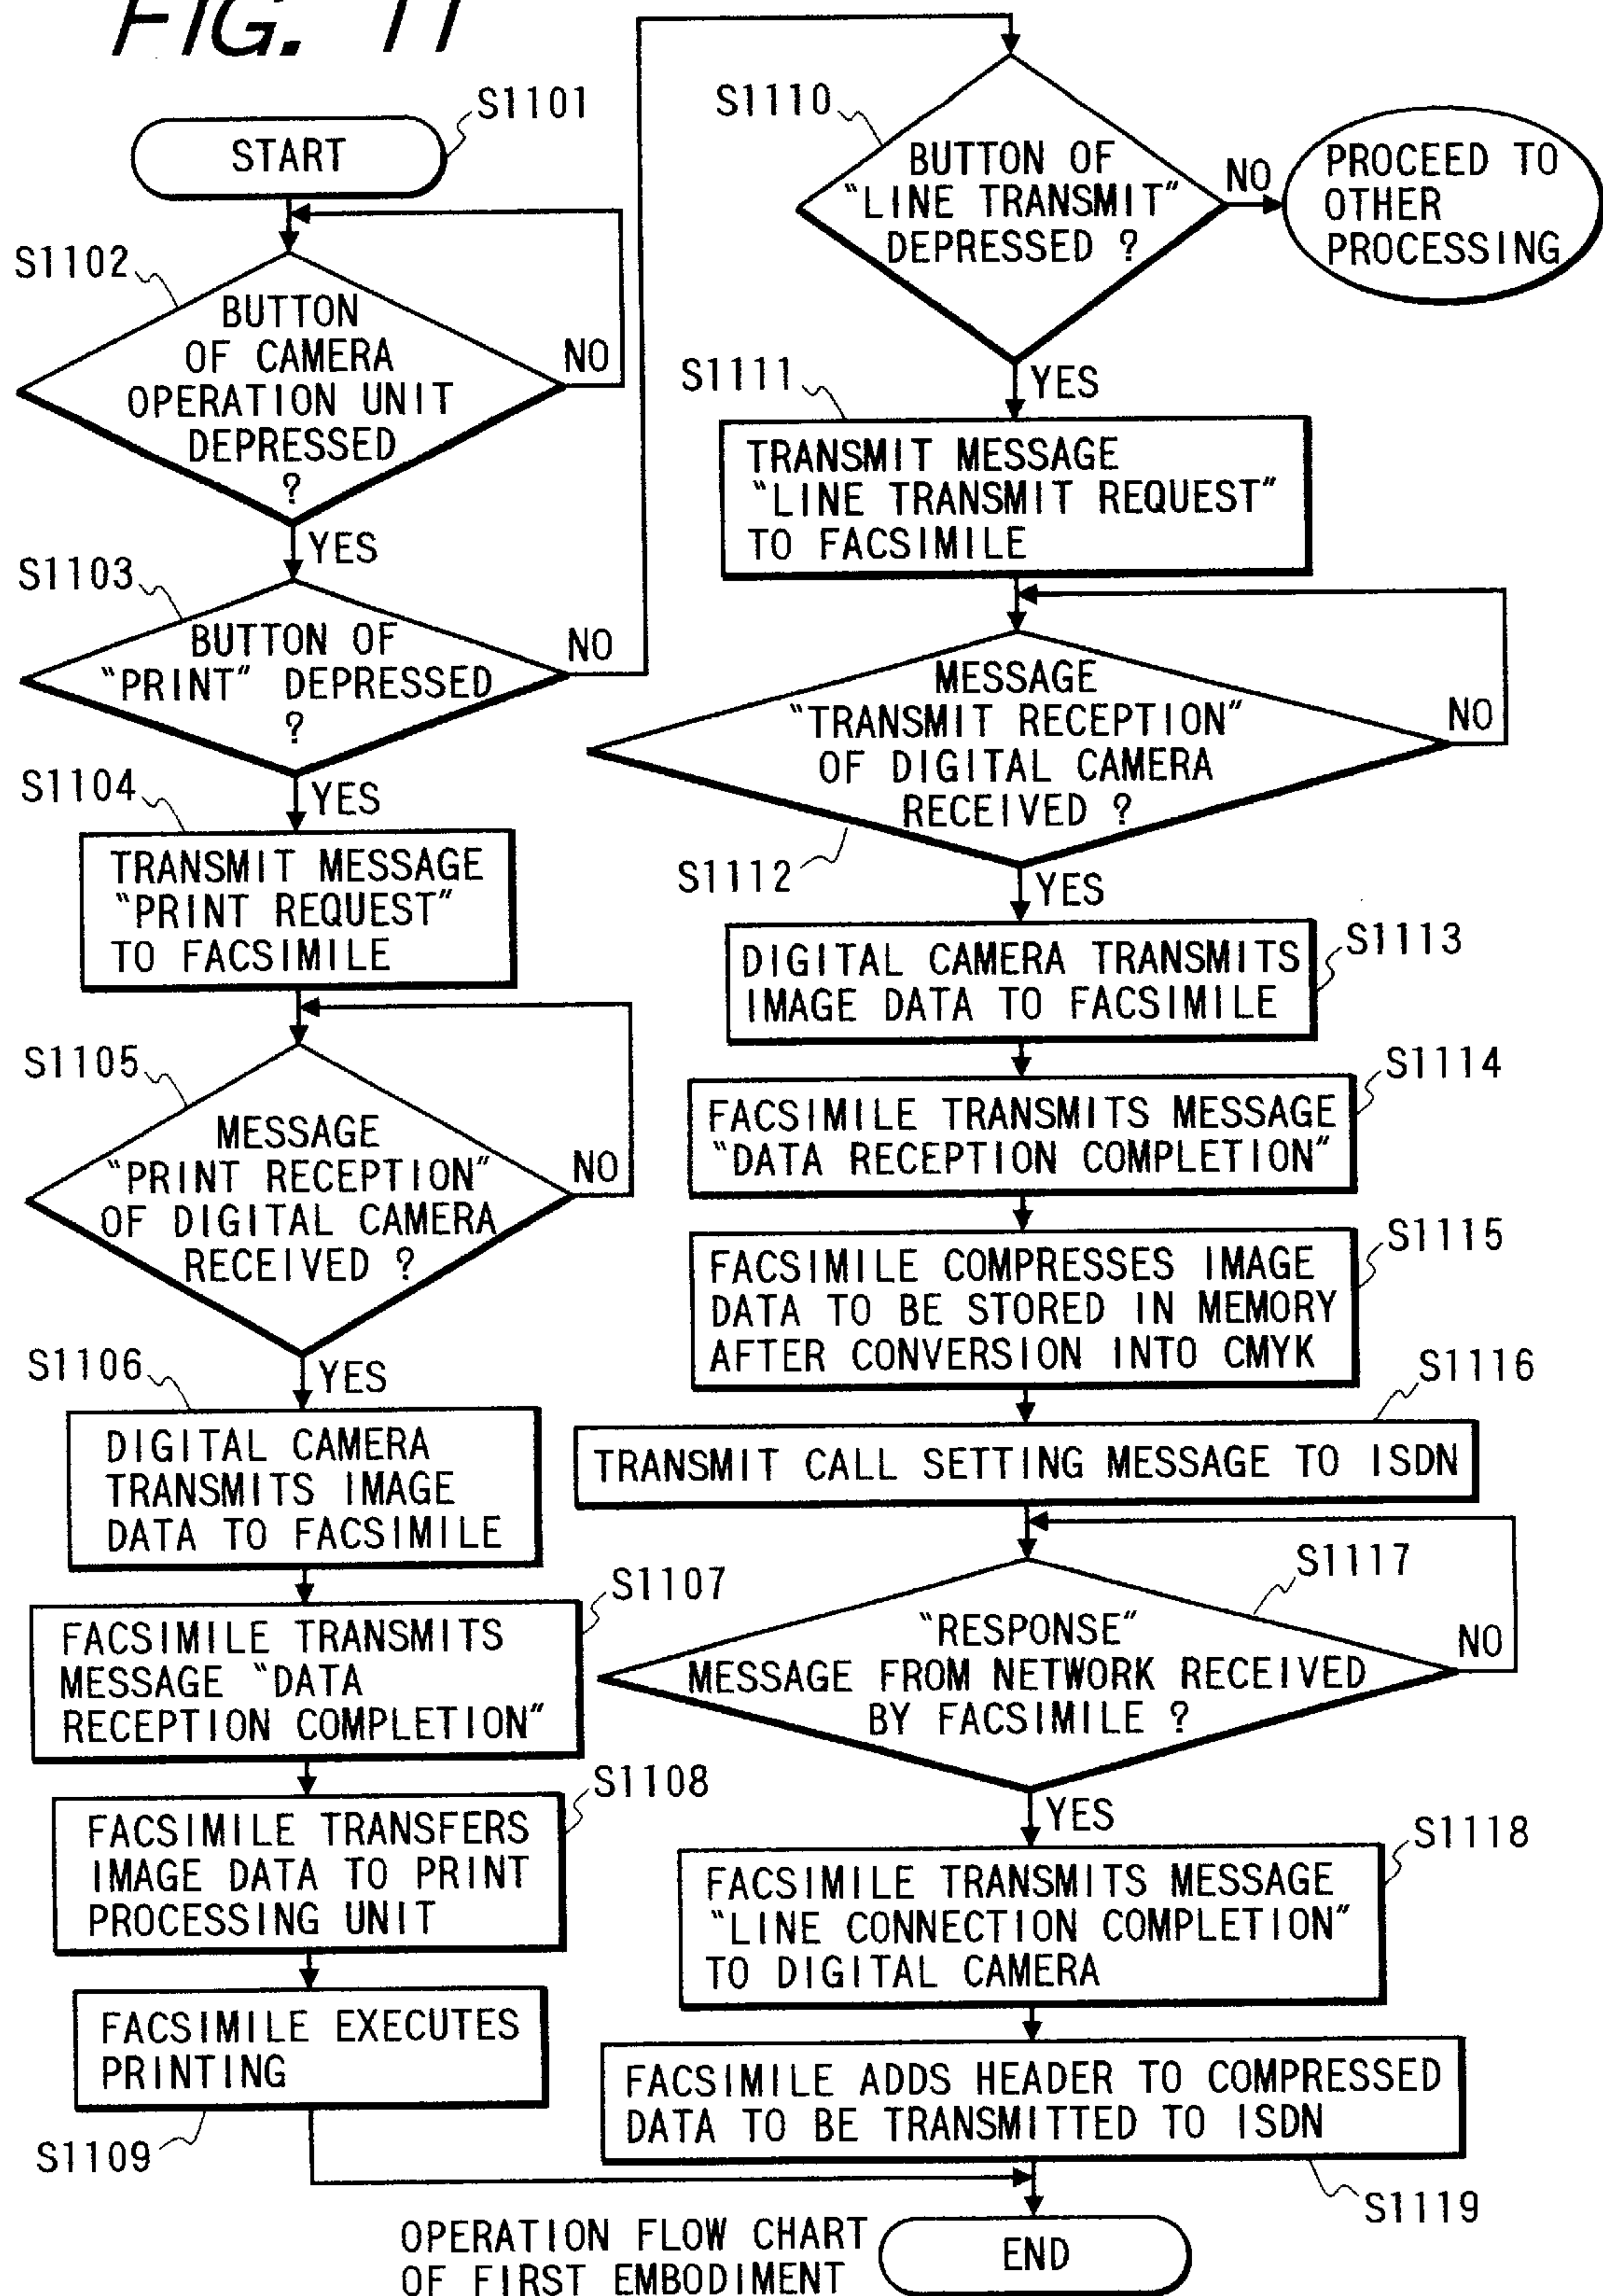 FIG. 11
S1101
START
S1102
BUTTON
OF CAMERA
OPERATION UNIT
DEPRESSED
?
NO
YES
S1103
BUTTON OF
"PRINT" DEPRESSED
?
NO
YES
S1104
TRANSMIT MESSAGE
"PRINT REQUEST"
TO FACSIMILE
S1105
MESSAGE
"PRINT RECEPTION"
OF DIGITAL CAMERA
RECEIVED ?
NO
YES
S1106
DIGITAL CAMERA
TRANSMITS IMAGE
DATA TO FACSIMILE
S1107
FACSIMILE TRANSMITS
MESSAGE "DATA
RECEPTION COMPLETION"
S1108
FACSIMILE TRANSFERS
IMAGE DATA TO PRINT
PROCESSING UNIT
FACSIMILE EXECUTES
PRINTING
S1109
S1110
BUTTON OF
"LINE TRANSMIT"
DEPRESSED ?
NO
PROCEED TO
OTHER
PROCESSING
YES
S1111
TRANSMIT MESSAGE
"LINE TRANSMIT REQUEST"
TO FACSIMILE
MESSAGE
"TRANSMIT RECEPTION"
OF DIGITAL CAMERA
RECEIVED ?
NO
S1112
YES
S1113
DIGITAL CAMERA TRANSMITS
IMAGE DATA TO FACSIMILE
S1114
FACSIMILE TRANSMITS MESSAGE
"DATA RECEPTION COMPLETION"
S1115
FACSIMILE COMPRESSES IMAGE
DATA TO BE STORED IN MEMORY
AFTER CONVERSION INTO CMYK
S1116
TRANSMIT CALL SETTING MESSAGE TO ISDN
S1117
"RESPONSE"
MESSAGE FROM NETWORK RECEIVED
BY FACSIMILE ?
NO
YES
S1118
FACSIMILE TRANSMITS MESSAGE
"LINE CONNECTION COMPLETION"
TO DIGITAL CAMERA
FACSIMILE ADDS HEADER TO COMPRESSED
DATA TO BE TRANSMITTED TO ISDN
S1119
END
OPERATION FLOW CHART
OF FIRST EMBODIMENT